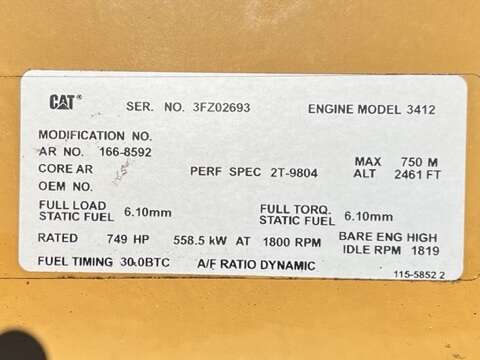 CAT® SER. NO. 3FZ02693 ENGINE MODEL 3412
MODIFICATION NO.
AR NO. 166-8592
CORE AR PERF SPEC 2T-9804 MAX ALT 750 M 2461 FT
OEM NO.
FULL LOAD STATIC FUEL 6.10mm FULL TORQ. STATIC FUEL 6.10mm
RATED 749 HP 558.5 kW AT 1800 RPM BARE ENG HIGH IDLE RPM 1819
FUEL TIMING 30.0BTC A/F RATIO DYNAMIC
115-5852 2